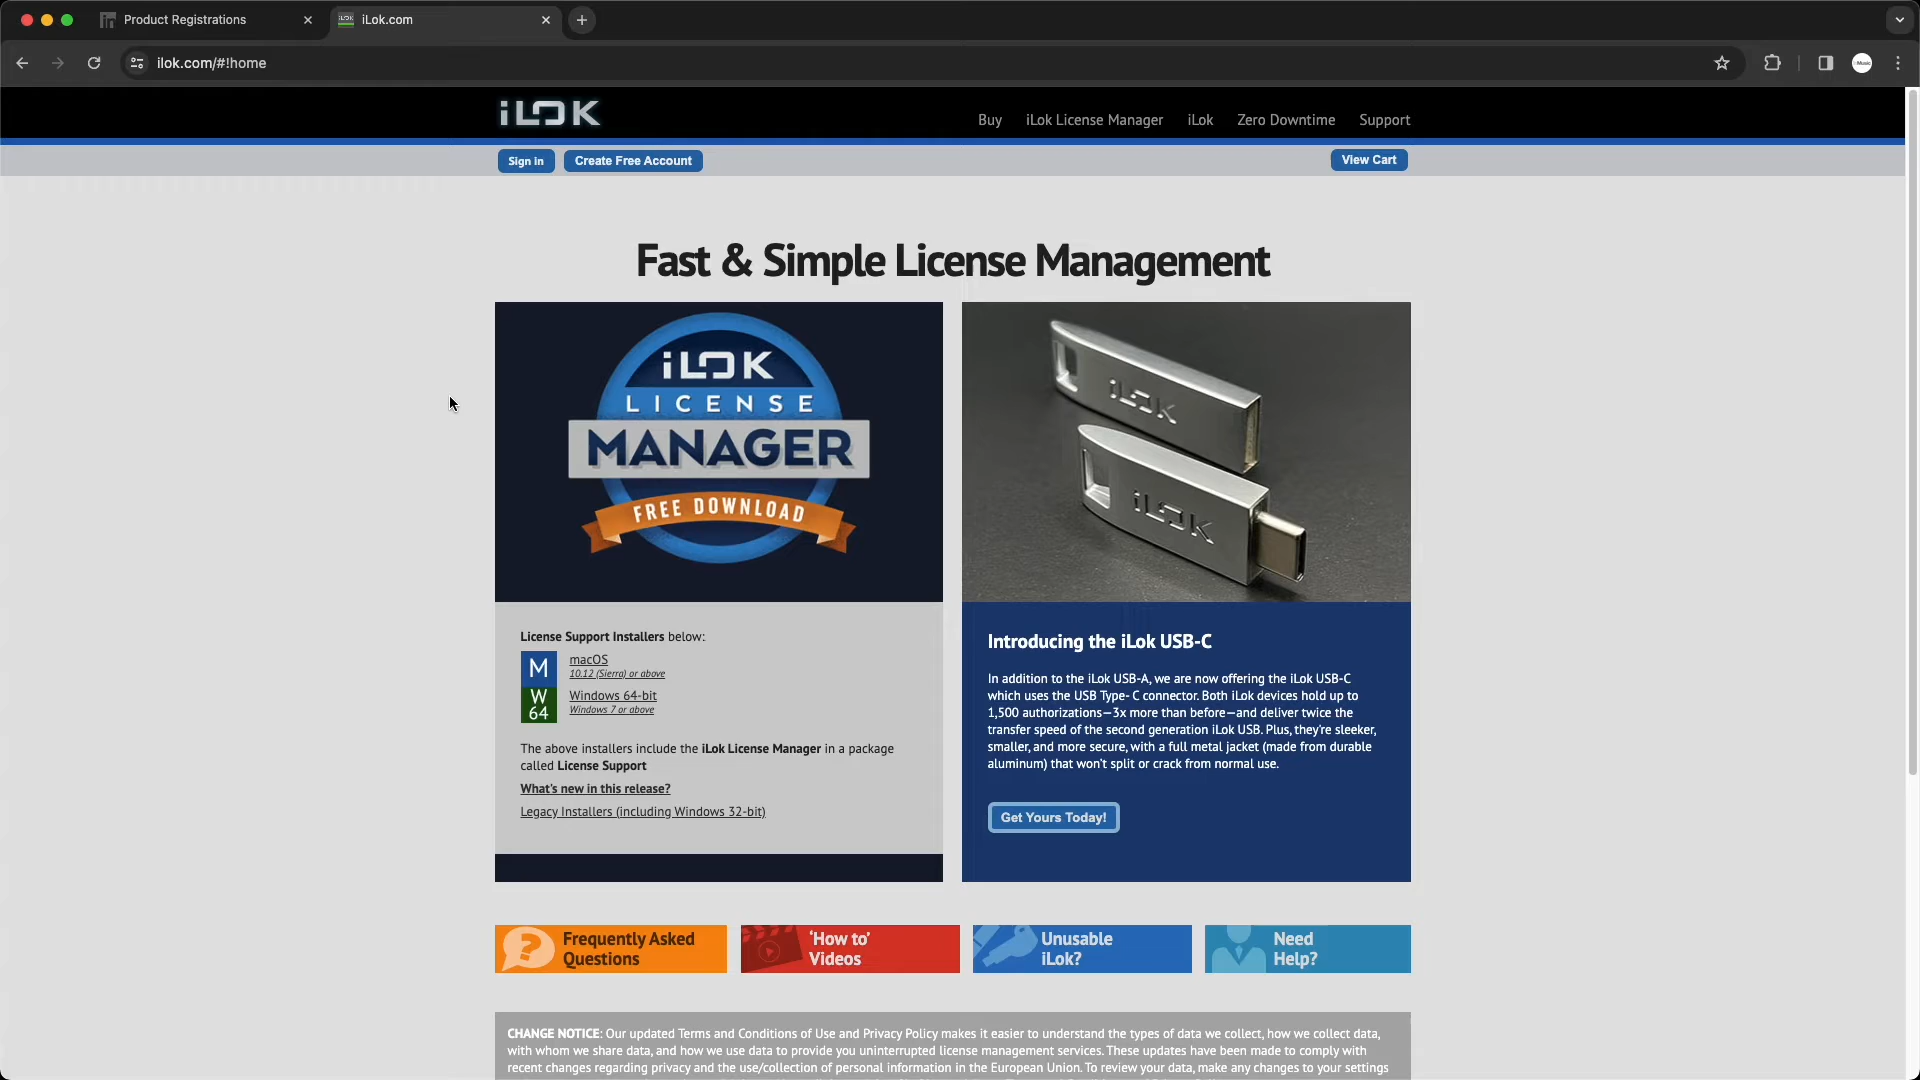 Product Registrations
iLok.com
ilok.com/#!home
iLOK
Buy iLok License Manager iLok Zero Downtime Support
Sign in Create Free Account View Cart
Fast & Simple License Management
iLOK
LICENSE
MANAGER
FREE DOWNLOAD
iLOK
iLOK
License Support Installers below:
M macOS
10.12 (Sierra) or above
W Windows 64-bit
64 Windows 7 or above
The above installers include the iLok License Manager in a package
called License Support
What's new in this release?
Legacy Installers (including Windows 32-bit)
Introducing the iLok USB-C
In addition to the iLok USB-A, we are now offering the iLok USB-C
which uses the USB Type- C connector. Both iLok devices hold up to
1,500 authorizations—3x more than before—and deliver twice the
transfer speed of the second generation iLok USB. Plus, they're sleeker,
smaller, and more secure, with a full metal jacket (made from durable
aluminum) that won't split or crack from normal use.
Get Yours Today!
Frequently Asked
Questions
'How to'
Videos
Unusable
iLok?
Need
Help?
CHANGE NOTICE: Our updated Terms and Conditions of Use and Privacy Policy makes it easier to understand the types of data we collect, how we collect data,
with whom we share data, and how we use data to provide you uninterrupted license management services. These updates have been made to comply with
recent changes regarding privacy and the use/collection of personal information in the European Union. To review your data, make any changes to your settings